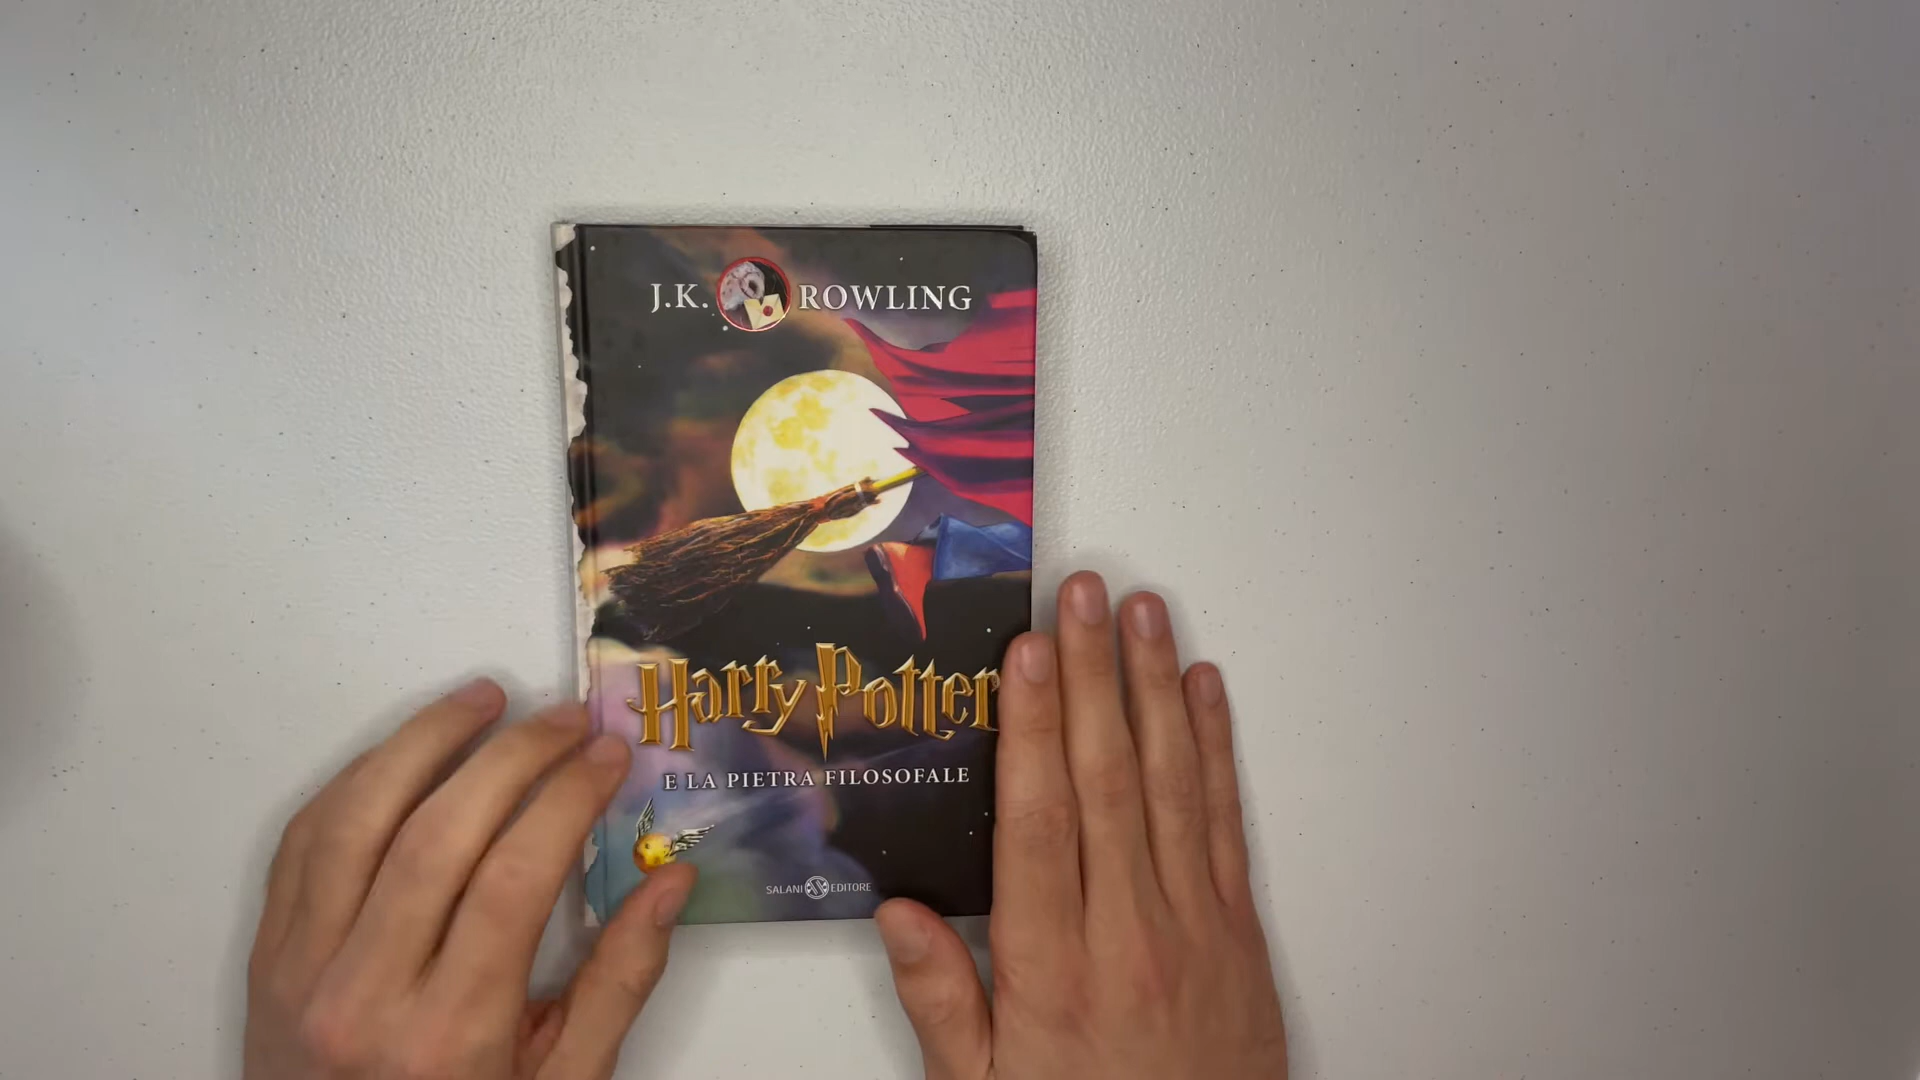 J.K. ROWLING
Harry Potter
E LA PIETRA FILOSOFALE
SALANI EDITORE